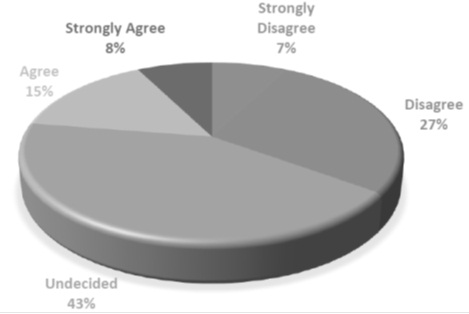 Strongly
Disagree
7%
Strongly Agree
8%
Agree
15%
Disagree
27%
Undecided
43%